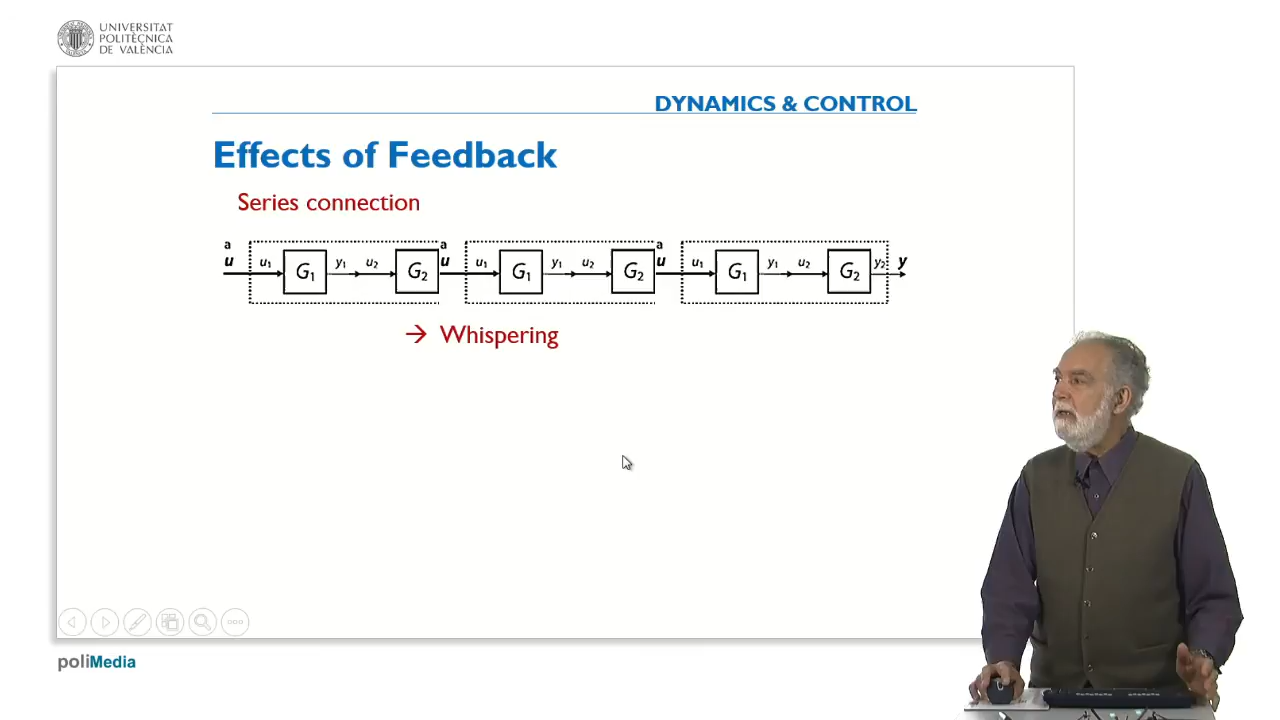 UNIVERSITAT
POLITÈCNICA
DE VALÈNCIA
DYNAMICS & CONTROL
Effects of Feedback
Series connection
a a a
u u₁ G₁ y₁ u₂ G₂ u u₁ G₁ y₁ u₂ G₂ u u₁ G₁ y₁ u₂ G₂ y₂ y
→ Whispering
poliMedia